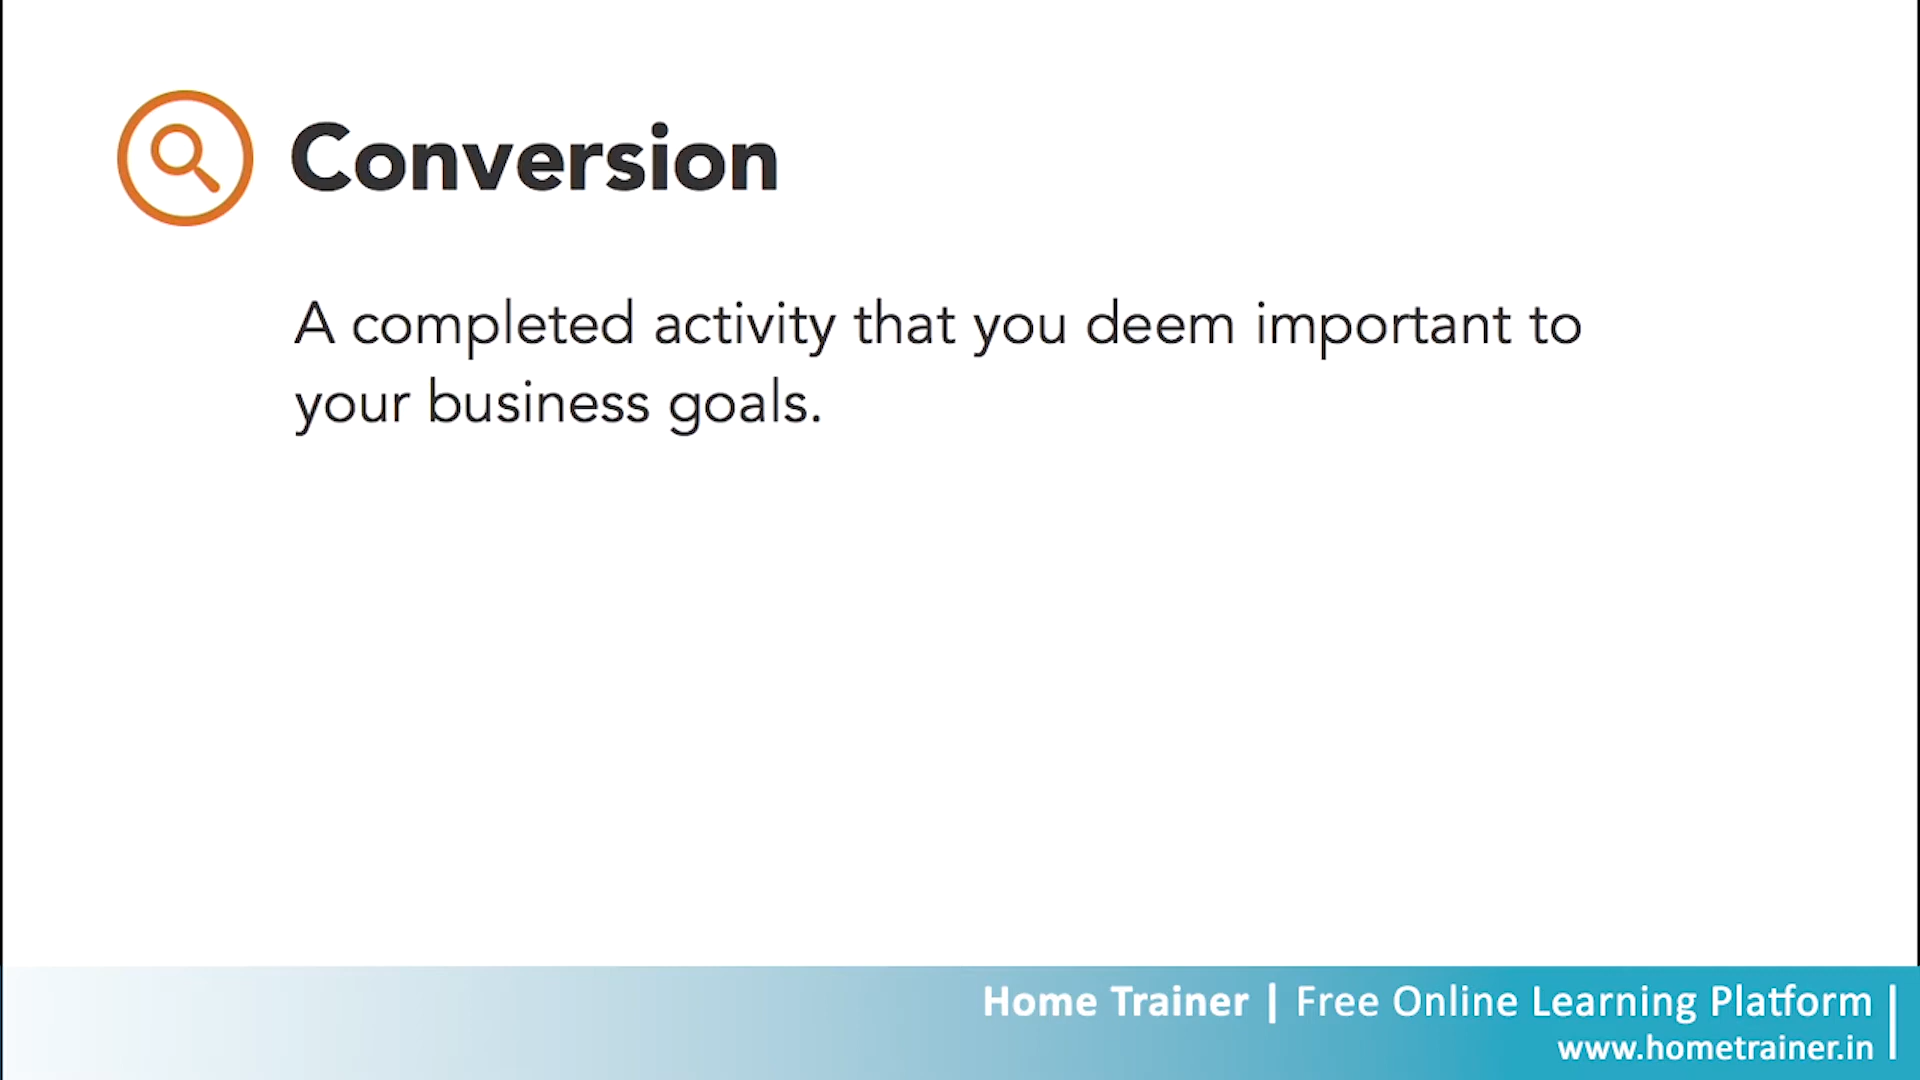 Conversion
A completed activity that you deem important to
your business goals.
Home Trainer | Free Online Learning Platform
www.hometrainer.in